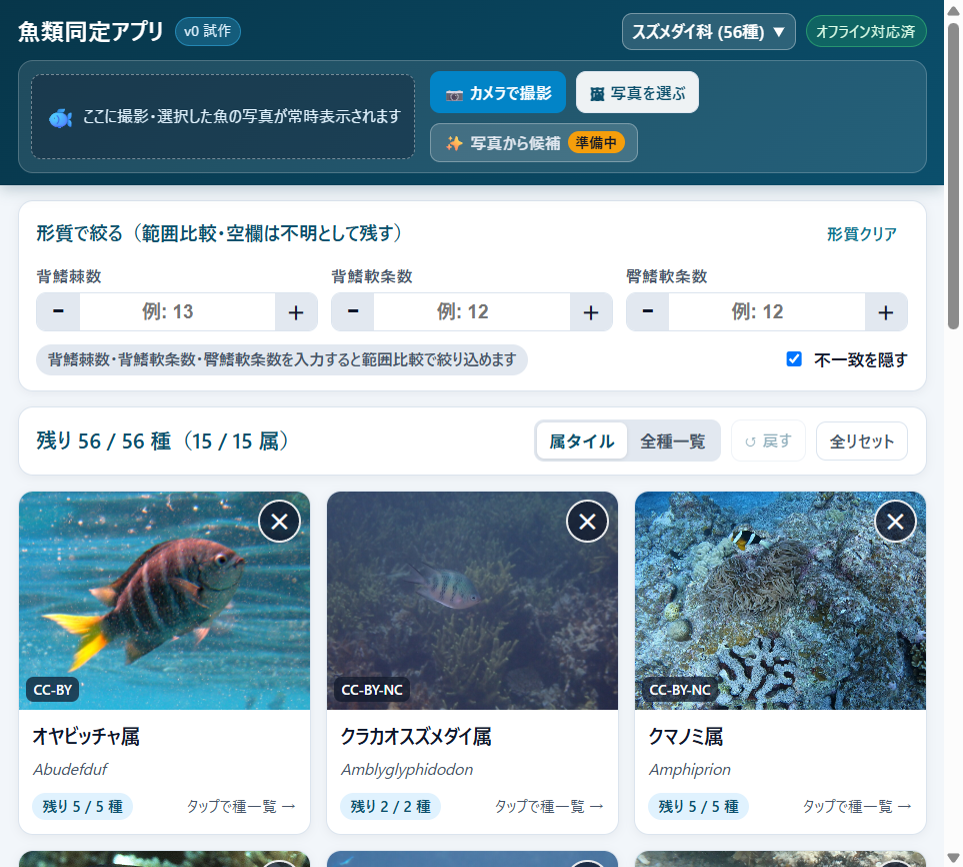 魚類同定アプリ v0 試作 スズメダイ科 (56種) ▼ オフライン対応済
ここに撮影・選択した魚の写真が常時表示されます
カメラで撮影 写真を選ぶ
写真から候補 準備中
形質で絞る（範囲比較・空欄は不明として残す） 形質クリア
背鰭棘数 背鰭軟条数 臀鰭軟条数
− 例: 13 + − 例: 12 + − 例: 12 +
背鰭棘数・背鰭軟条数・臀鰭軟条数を入力すると範囲比較で絞り込めます 不一致を隠す
残り 56 / 56 種（15 / 15 属） 属タイル 全種一覧 ↺ 戻す 全リセット
CC-BY CC-BY-NC CC-BY-NC
オヤビッチャ属 クラカオスズメダイ属 クマノミ属
Abudefduf Amblyglyphidodon Amphiprion
残り 5 / 5 種 タップで種一覧 → 残り 2 / 2 種 タップで種一覧 → 残り 5 / 5 種 タップで種一覧 →